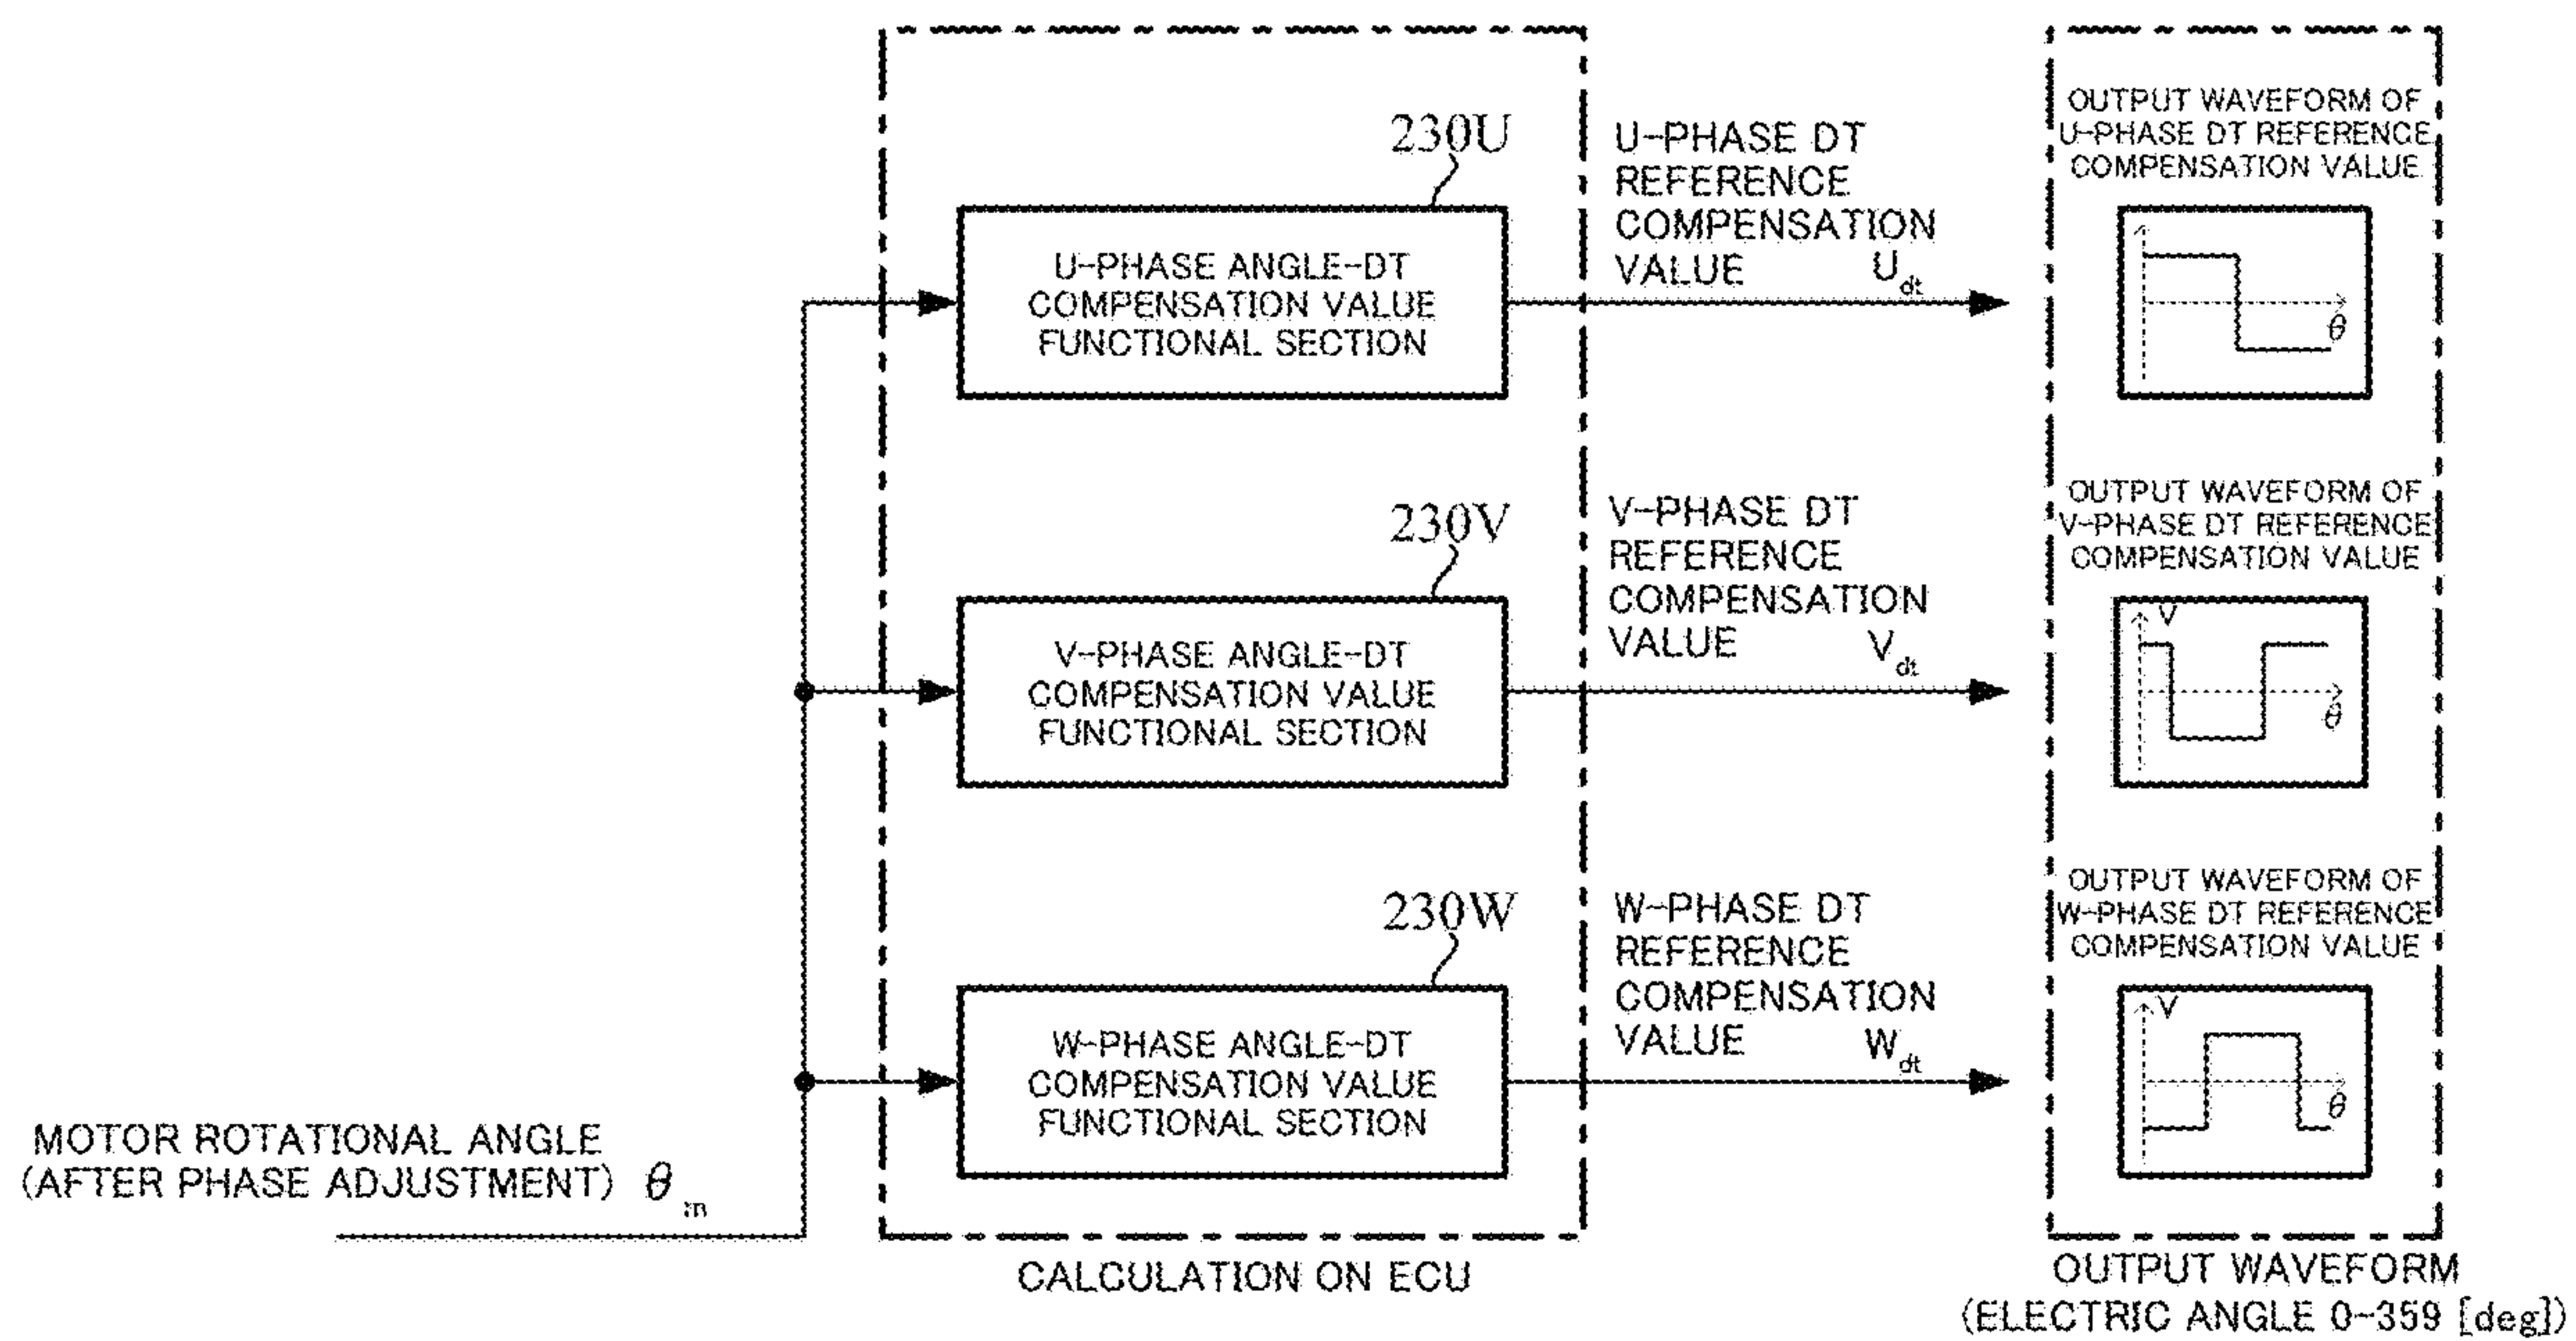 230U
U-PHASE ANGLE-DT
COMPENSATION VALUE
FUNCTIONAL SECTION
U-PHASE DT
REFERENCE
COMPENSATION
VALUE Udt
OUTPUT WAVEFORM OF
U-PHASE DT REFERENCE
COMPENSATION VALUE
θ
230V
V-PHASE ANGLE-DT
COMPENSATION VALUE
FUNCTIONAL SECTION
V-PHASE DT
REFERENCE
COMPENSATION
VALUE Vdt
OUTPUT WAVEFORM OF
V-PHASE DT REFERENCE
COMPENSATION VALUE
V
θ
230W
W-PHASE ANGLE-DT
COMPENSATION VALUE
FUNCTIONAL SECTION
W-PHASE DT
REFERENCE
COMPENSATION
VALUE Wdt
OUTPUT WAVEFORM OF
W-PHASE DT REFERENCE
COMPENSATION VALUE
V
θ
MOTOR ROTATIONAL ANGLE
(AFTER PHASE ADJUSTMENT) θm
CALCULATION ON ECU
OUTPUT WAVEFORM
(ELECTRIC ANGLE 0-359 [deg])